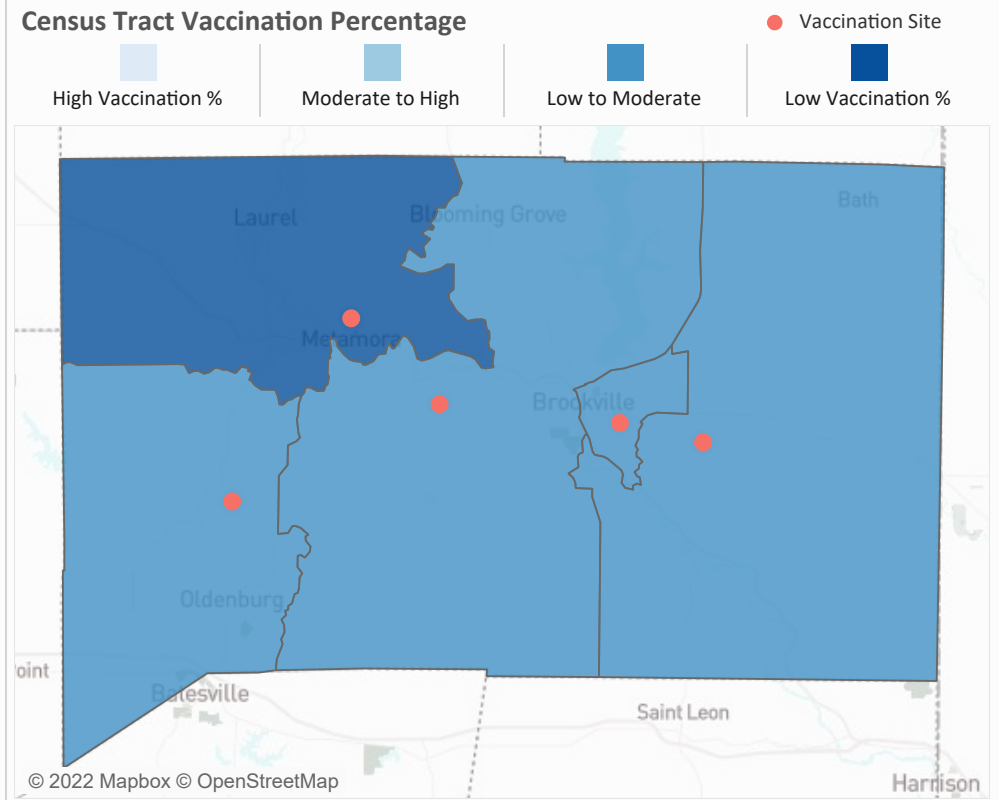 Census Tract Vaccination Percentage
Vaccination Site
High Vaccination %
Moderate to High
Low to Moderate
Low Vaccination %
Bath
Laurel
Blooming Grove
Metamora
Brookville
Oldenburg
oint
Batesville
Saint Leon
© 2022 Mapbox © OpenStreetMap
Harrison